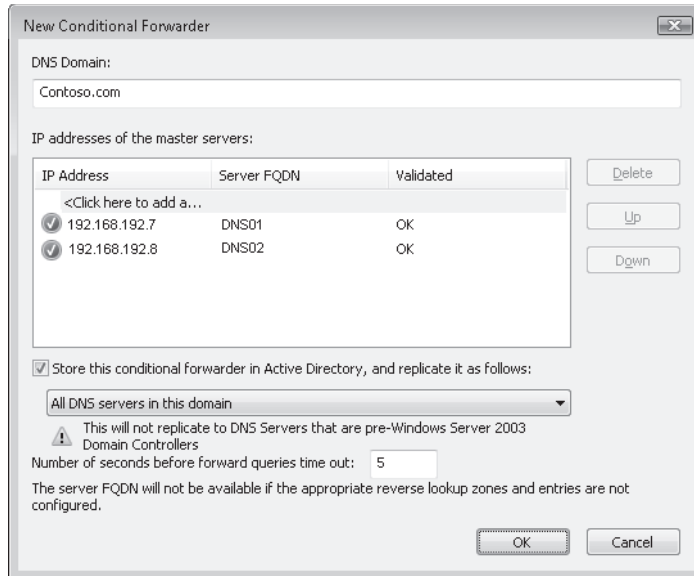 New Conditional Forwarder
DNS Domain:
Contoso.com
IP addresses of the master servers:
IP Address Server FQDN Validated
<Click here to add a...
192.168.192.7 DNS01 OK
192.168.192.8 DNS02 OK
Delete
Up
Down
Store this conditional forwarder in Active Directory, and replicate it as follows:
All DNS servers in this domain
This will not replicate to DNS Servers that are pre-Windows Server 2003
Domain Controllers
Number of seconds before forward queries time out: 5
The server FQDN will not be available if the appropriate reverse lookup zones and entries are not
configured.
OK Cancel